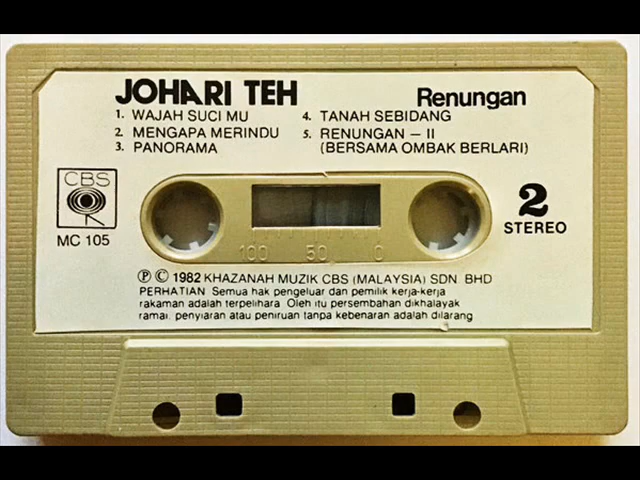 JOHARI TEH
Renungan
1. WAJAH SUCI MU
2. MENGAPA MERINDU
3. PANORAMA
4. TANAH SEBIDANG
5. RENUNGAN — II
(BERSAMA OMBAK BERLARI)
CBS
MC 105
2
STEREO
100 50 0
Ⓟ © 1982 KHAZANAH MUZIK CBS (MALAYSIA) SDN BHD
PERHATIAN Semua hak pengeluar dan pemilik kerja-kerja
rakaman adalah terpelihara Oleh itu persembahan dikhalayak
ramai, penyiaran atau peniruan tanpa kebenaran adalah dilarang